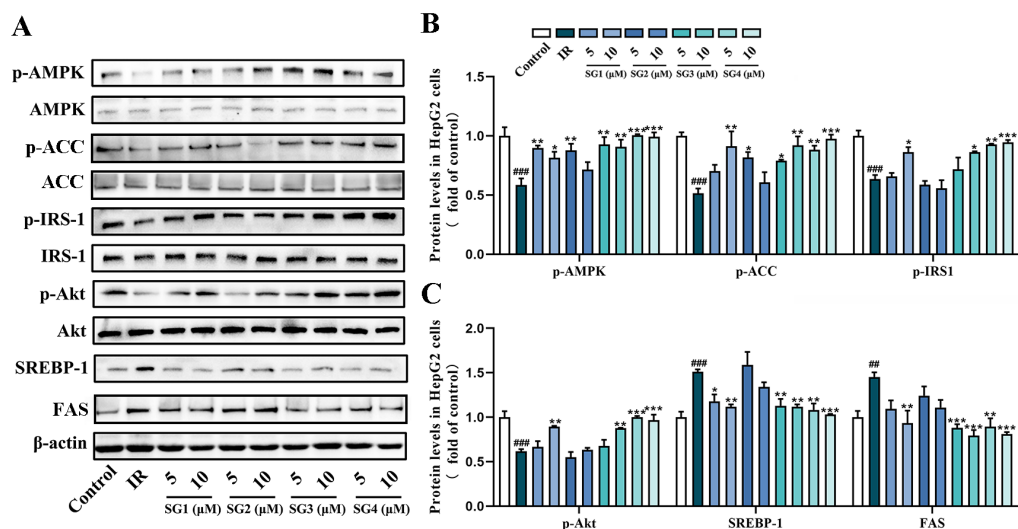 A
p-AMPK
AMPK
p-ACC
ACC
p-IRS-1
IRS-1
p-Akt
Akt
SREBP-1
FAS
β-actin
Control IR 5 10 5 10 5 10 5 10
SG1 (μM) SG2 (μM) SG3 (μM) SG4 (μM)
B
Control IR 5 10 5 10 5 10 5 10
SG1 (μM) SG2 (μM) SG3 (μM) SG4 (μM)
Protein levels in HepG2 cells
( fold of control)
1.5
1.0
0.5
0.0
### ** * ** ** ** *** ***
### ** * * ** ** ***
### * * ** ***
p-AMPK p-ACC p-IRS1
C
Protein levels in HepG2 cells
( fold of control)
2.0
1.5
1.0
0.5
0.0
### ** ** *** ***
### * ** ** ** ** ***
## ** *** *** ** ***
p-Akt SREBP-1 FAS